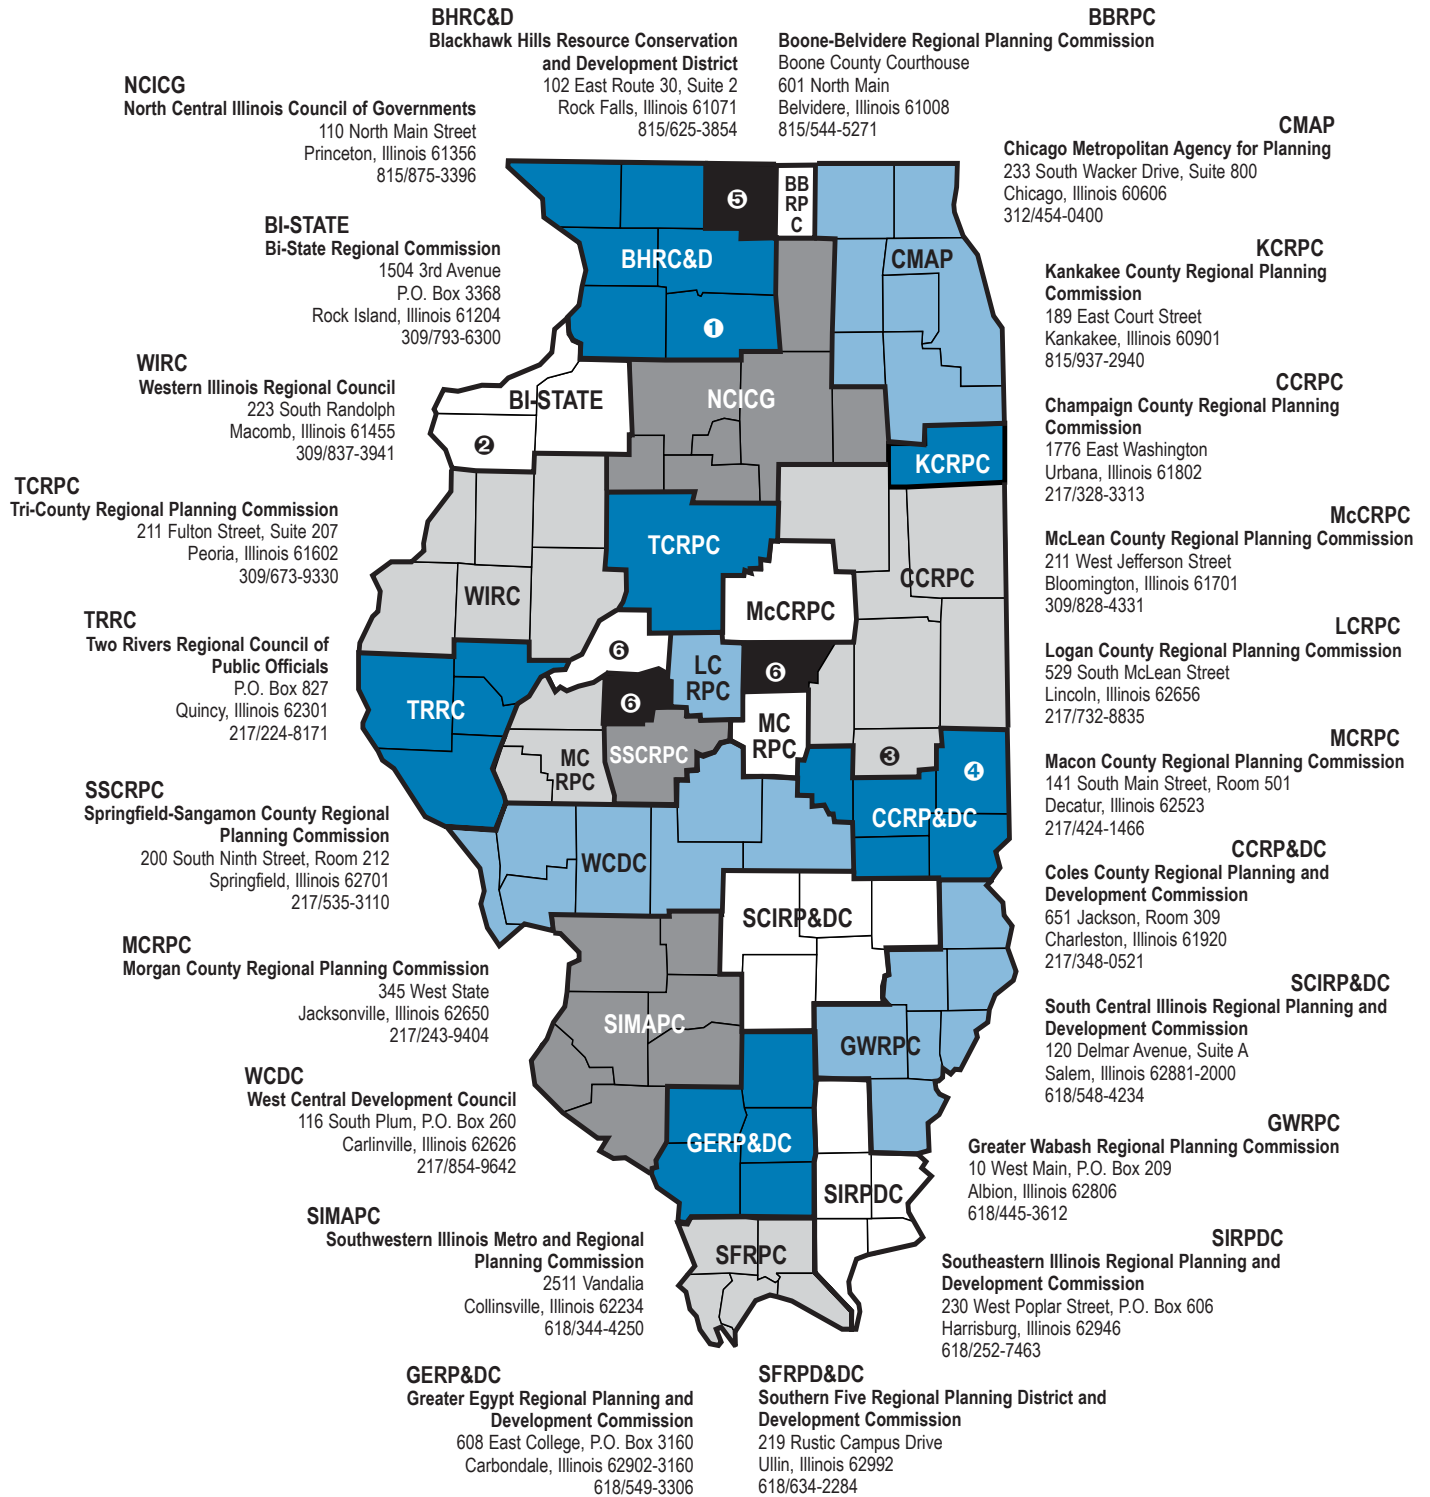 BHRC&D
Blackhawk Hills Resource Conservation
and Development District
102 East Route 30, Suite 2
Rock Falls, Illinois 61071
815/625-3854
BBRPC
Boone-Belvidere Regional Planning Commission
Boone County Courthouse
601 North Main
Belvidere, Illinois 61008
815/544-5271
NCICG
North Central Illinois Council of Governments
110 North Main Street
Princeton, Illinois 61356
815/875-3396
CMAP
Chicago Metropolitan Agency for Planning
233 South Wacker Drive, Suite 800
Chicago, Illinois 60606
312/454-0400
BI-STATE
Bi-State Regional Commission
1504 3rd Avenue
P.O. Box 3368
Rock Island, Illinois 61204
309/793-6300
KCRPC
Kankakee County Regional Planning
Commission
189 East Court Street
Kankakee, Illinois 60901
815/937-2940
WIRC
Western Illinois Regional Council
223 South Randolph
Macomb, Illinois 61455
309/837-3941
CCRPC
Champaign County Regional Planning
Commission
1776 East Washington
Urbana, Illinois 61802
217/328-3313
TCRPC
Tri-County Regional Planning Commission
211 Fulton Street, Suite 207
Peoria, Illinois 61602
309/673-9330
McCRPC
McLean County Regional Planning Commission
211 West Jefferson Street
Bloomington, Illinois 61701
309/828-4331
TRRC
Two Rivers Regional Council of
Public Officials
P.O. Box 827
Quincy, Illinois 62301
217/224-8171
LCRPC
Logan County Regional Planning Commission
529 South McLean Street
Lincoln, Illinois 62656
217/732-8835
MCRPC
Macon County Regional Planning Commission
141 South Main Street, Room 501
Decatur, Illinois 62523
217/424-1466
SSCRPC
Springfield-Sangamon County Regional
Planning Commission
200 South Ninth Street, Room 212
Springfield, Illinois 62701
217/535-3110
CCRP&DC
Coles County Regional Planning and
Development Commission
651 Jackson, Room 309
Charleston, Illinois 61920
217/348-0521
MCRPC
Morgan County Regional Planning Commission
345 West State
Jacksonville, Illinois 62650
217/243-9404
SCIRP&DC
South Central Illinois Regional Planning and
Development Commission
120 Delmar Avenue, Suite A
Salem, Illinois 62881-2000
618/548-4234
WCDC
West Central Development Council
116 South Plum, P.O. Box 260
Carlinville, Illinois 62626
217/854-9642
GWRPC
Greater Wabash Regional Planning Commission
10 West Main, P.O. Box 209
Albion, Illinois 62806
618/445-3612
SIMAPC
Southwestern Illinois Metro and Regional
Planning Commission
2511 Vandalia
Collinsville, Illinois 62234
618/344-4250
SIRPDC
Southeastern Illinois Regional Planning and
Development Commission
230 West Poplar Street, P.O. Box 606
Harrisburg, Illinois 62946
618/252-7463
GERP&DC
Greater Egypt Regional Planning and
Development Commission
608 East College, P.O. Box 3160
Carbondale, Illinois 62902-3160
618/549-3306
SFRPD&DC
Southern Five Regional Planning District and
Development Commission
219 Rustic Campus Drive
Ullin, Illinois 62992
618/634-2284
❺
BB
RP
C
BHRC&D
CMAP
❶
BI-STATE
NCICG
❷
KCRPC
TCRPC
CCRPC
WIRC
McCRPC
❻
LC
RPC
❻
❻
TRRC
MC
RPC
SSCRPC
MC
RPC
❸
❹
CCRP&DC
WCDC
SCIRP&DC
SIMAPC
GWRPC
GERP&DC
SIRPDC
SFRPC